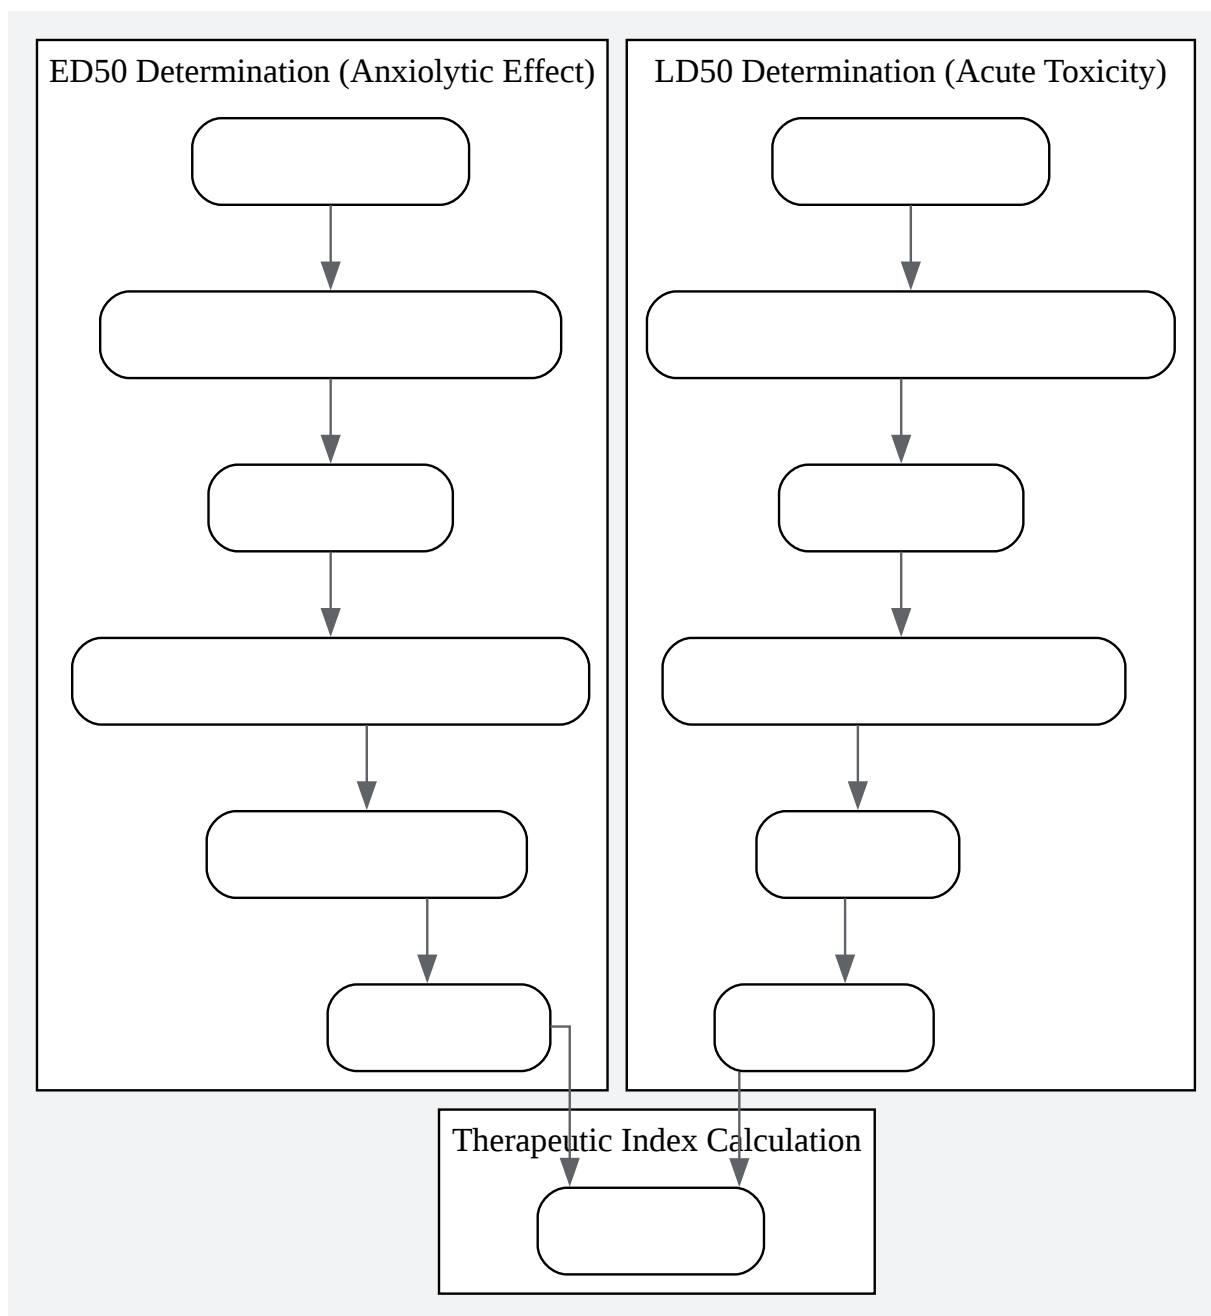 ED50 Determination (Anxiolytic Effect)
LD50 Determination (Acute Toxicity)
Therapeutic Index Calculation